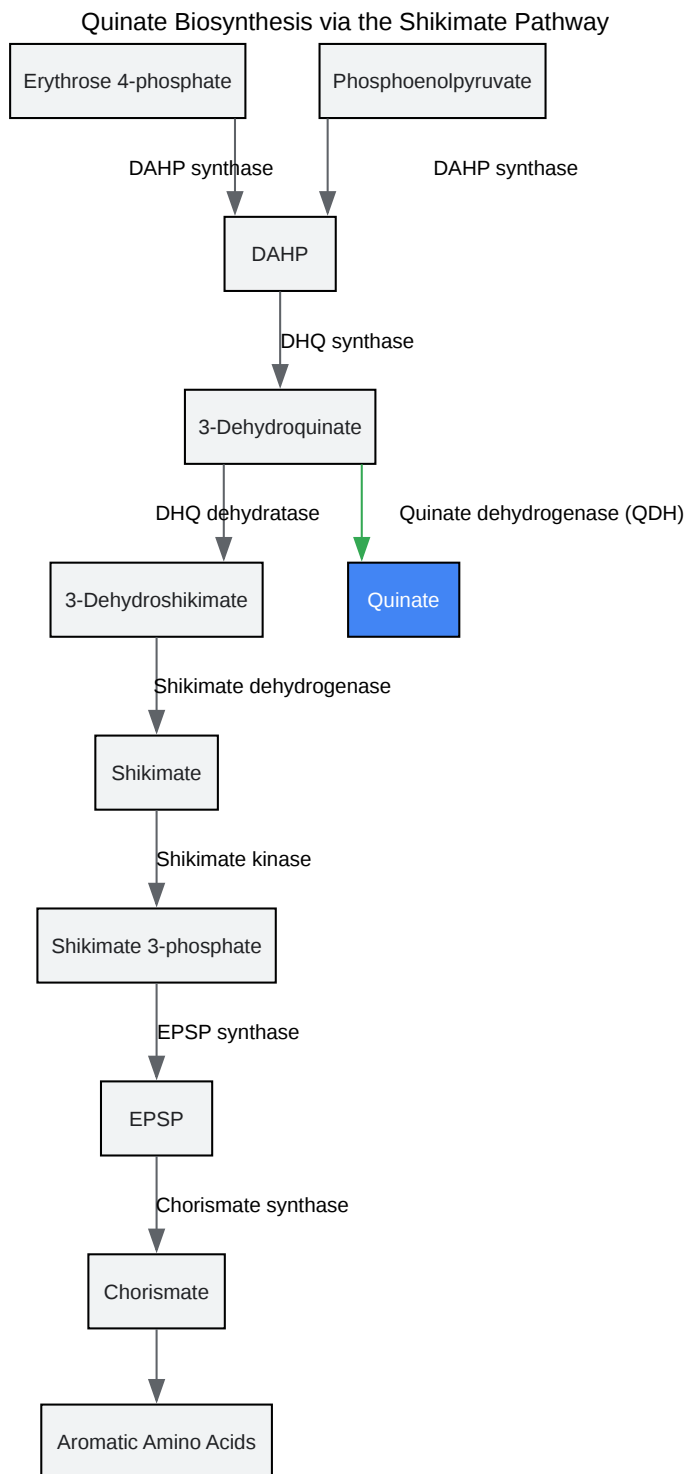 Quinate Biosynthesis via the Shikimate Pathway
Erythrose 4-phosphate
Phosphoenolpyruvate
DAHP synthase
DAHP synthase
DAHP
DHQ synthase
3-Dehydroquinate
DHQ dehydratase
Quinate dehydrogenase (QDH)
3-Dehydroshikimate
Quinate
Shikimate dehydrogenase
Shikimate
Shikimate kinase
Shikimate 3-phosphate
EPSP synthase
EPSP
Chorismate synthase
Chorismate
Aromatic Amino Acids